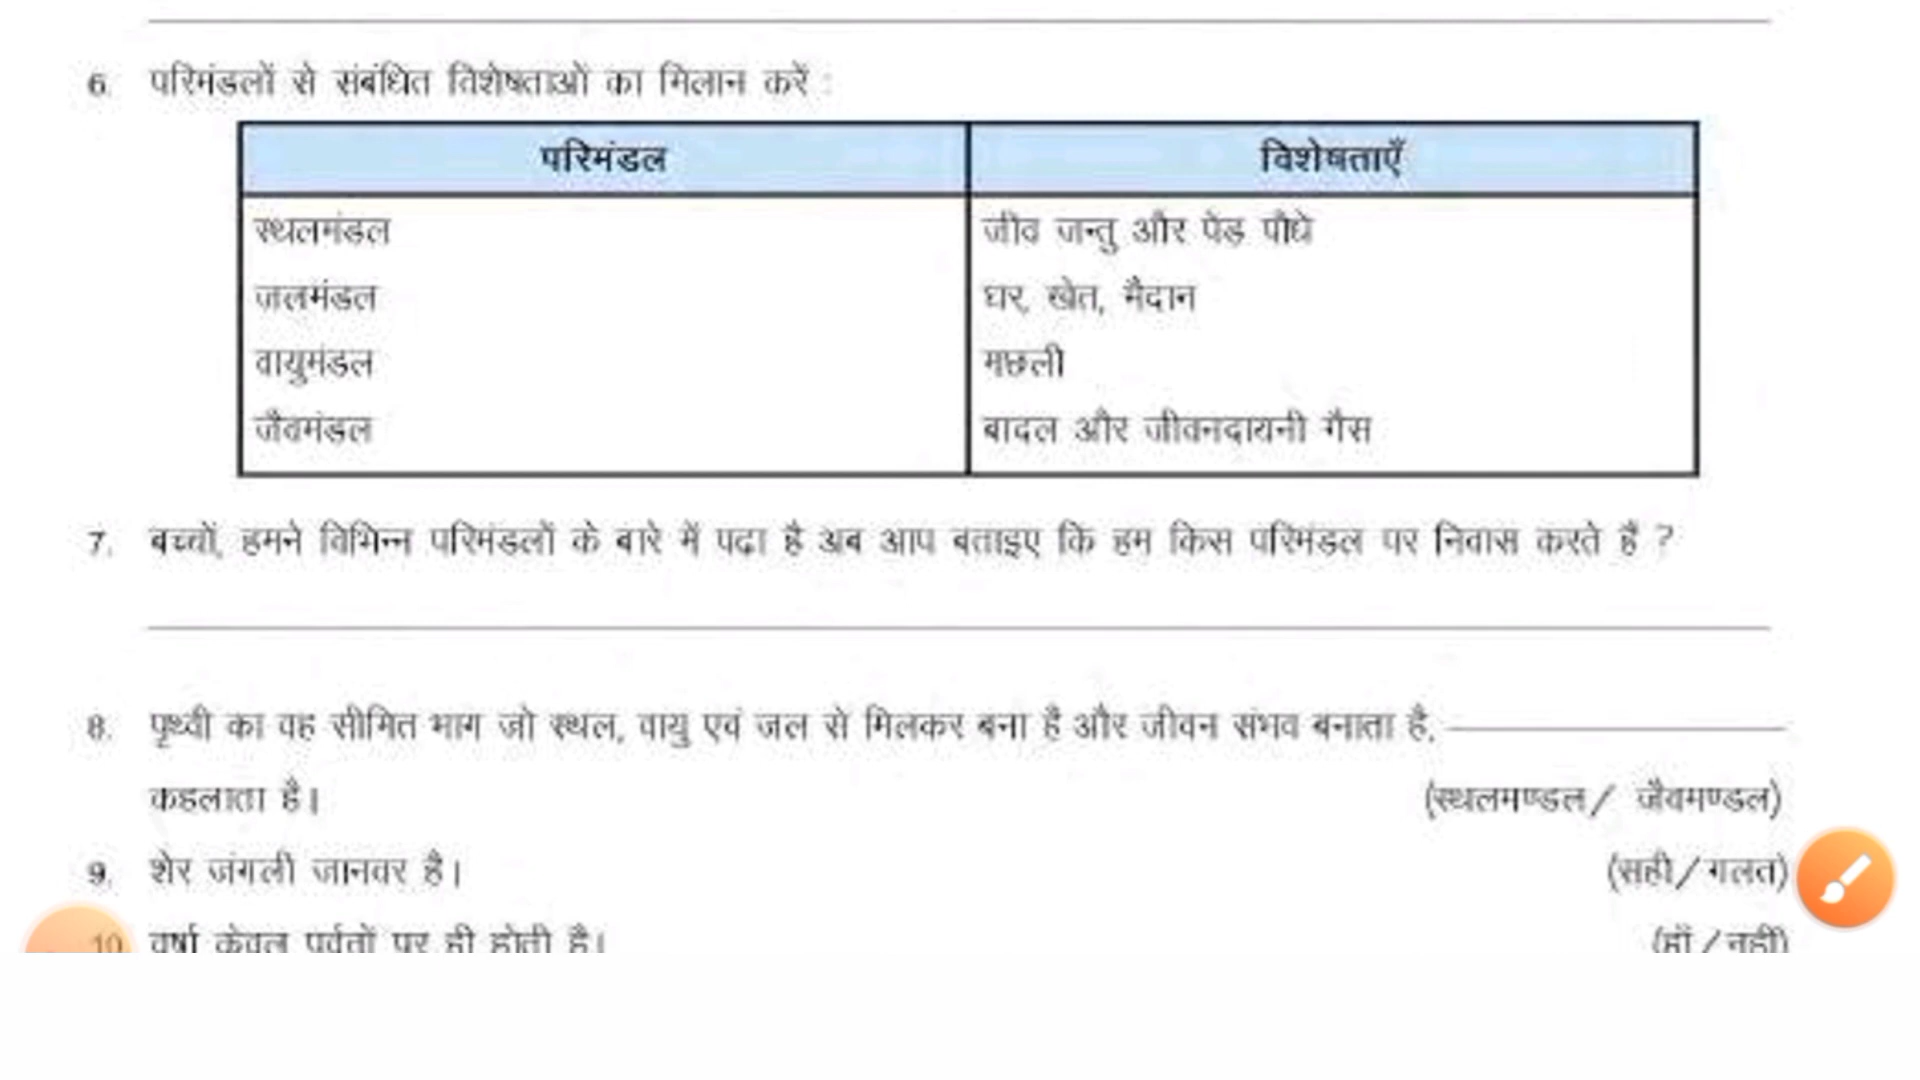 6. परिमंडलों से संबंधित विशेषताओं का मिलान करें :
परिमंडल विशेषताएँ
स्थलमंडल जीव जन्तु और पेड़ पौधे
जलमंडल घर, खेत, मैदान
वायुमंडल मछली
जैवमंडल बादल और जीवनदायनी गैस
7. बच्चों, हमने विभिन्न परिमंडलों के बारे में पढ़ा है अब आप बताइए कि हम किस परिमंडल पर निवास करते हैं ?
8. पृथ्वी का वह सीमित भाग जो स्थल, वायु एवं जल से मिलकर बना है और जीवन संभव बनाता है,
कहलाता है। (स्थलमण्डल/ जैवमण्डल)
9. शेर जंगली जानवर है। (सही/गलत)
10. वर्षा केवल पर्वतों पर ही होती है। (हाँ/नहीं)